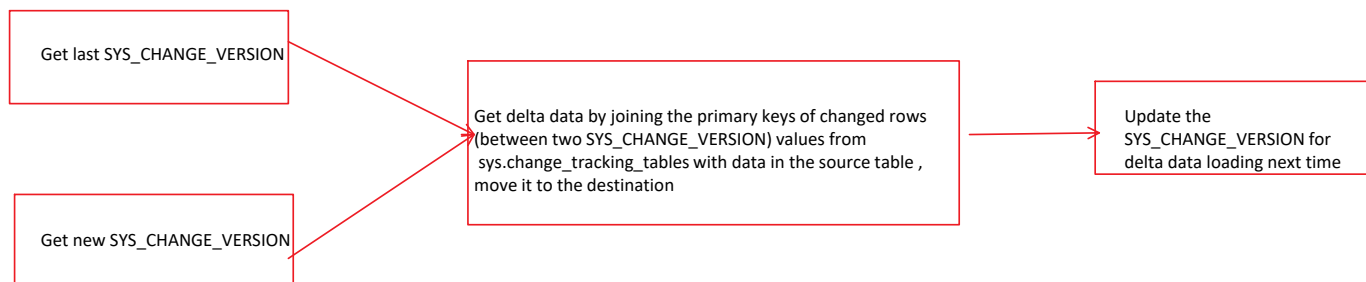 Get last SYS_CHANGE_VERSION
Get delta data by joining the primary keys of changed rows
(between two SYS_CHANGE_VERSION) values from
sys.change_tracking_tables with data in the source table ,
move it to the destination
Update the
SYS_CHANGE_VERSION for
delta data loading next time
Get new SYS_CHANGE_VERSION